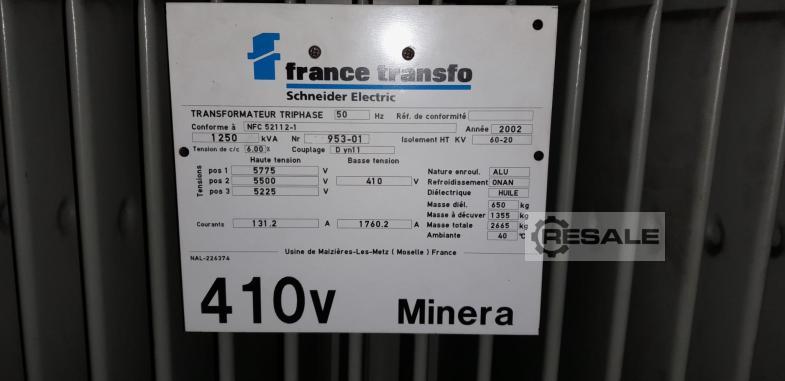 france transfo
Schneider Electric
TRANSFORMATEUR TRIPHASE 50 Hz Réf. de conformité
Conforme à NFC 52112-1 Année 2002
1250 kVA Nr 953-01 Isolement HT KV 60-20
Tension de c/c 6.00 % Couplage D yn11
Haute tension Basse tension
Tensions
pos 1 5775 V
pos 2 5500 V 410 V
pos 3 5225 V
Courants 131.2 A 1760.2 A
Nature enroul. ALU
Refroidissement ONAN
Diélectrique HUILE
Masse diél. 650 kg
Masse à décuver 1355 kg
Masse totale 2665 kg
Ambiante 40 °C
Usine de Maizières-Les-Metz ( Moselle ) France
NAL-226374
410v Minera
RESALE